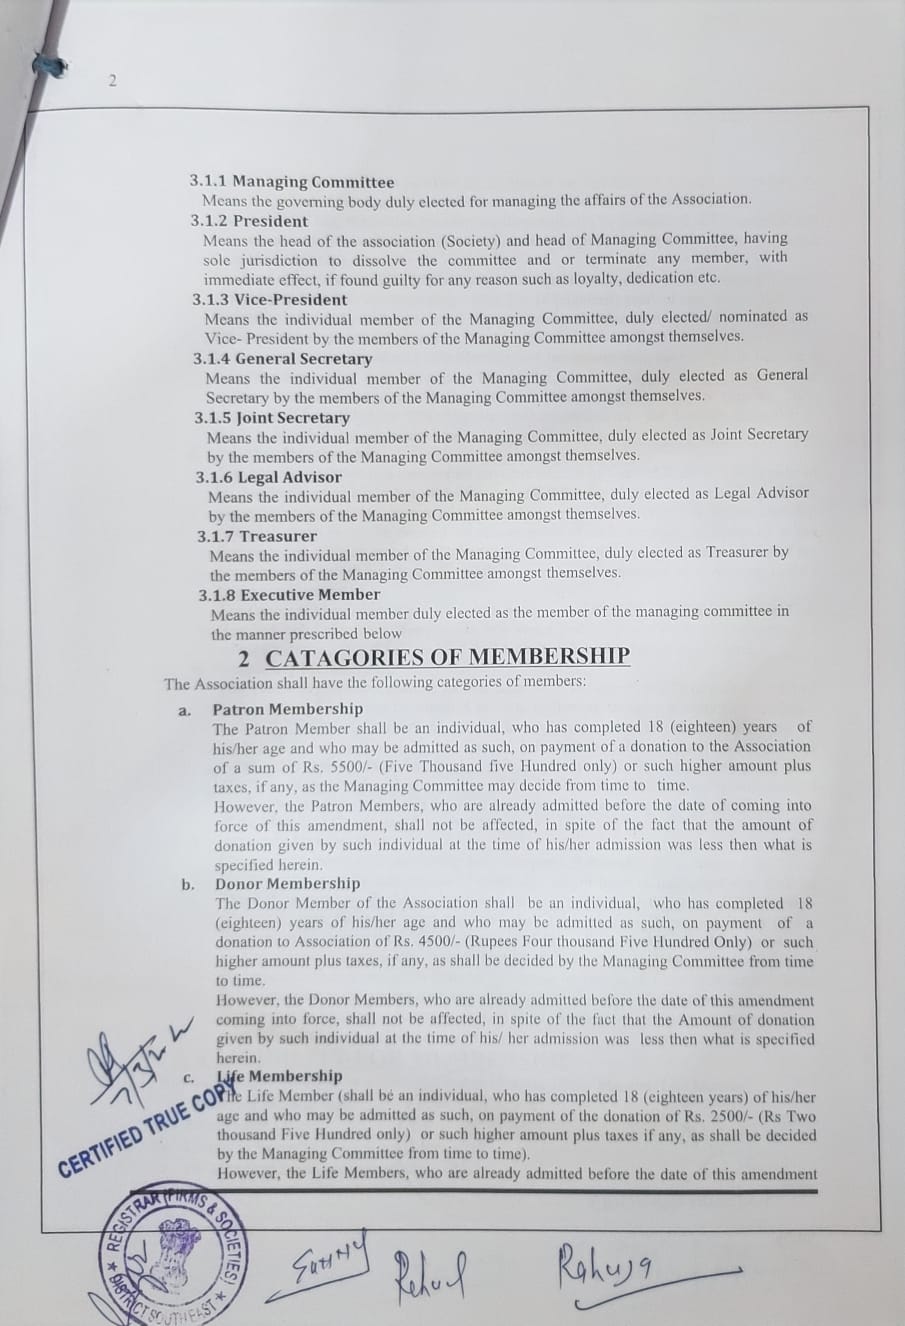 2
3.1.1 Managing Committee
Means the governing body duly elected for managing the affairs of the Association.
3.1.2 President
Means the head of the association (Society) and head of Managing Committee, having
sole jurisdiction to dissolve the committee and or terminate any member, with
immediate effect, if found guilty for any reason such as loyalty, dedication etc.
3.1.3 Vice-President
Means the individual member of the Managing Committee, duly elected/ nominated as
Vice- President by the members of the Managing Committee amongst themselves.
3.1.4 General Secretary
Means the individual member of the Managing Committee, duly elected as General
Secretary by the members of the Managing Committee amongst themselves.
3.1.5 Joint Secretary
Means the individual member of the Managing Committee, duly elected as Joint Secretary
by the members of the Managing Committee amongst themselves.
3.1.6 Legal Advisor
Means the individual member of the Managing Committee, duly elected as Legal Advisor
by the members of the Managing Committee amongst themselves.
3.1.7 Treasurer
Means the individual member of the Managing Committee, duly elected as Treasurer by
the members of the Managing Committee amongst themselves.
3.1.8 Executive Member
Means the individual member duly elected as the member of the managing committee in
the manner prescribed below
2 CATAGORIES OF MEMBERSHIP
The Association shall have the following categories of members:
a. Patron Membership
The Patron Member shall be an individual, who has completed 18 (eighteen) years of
his/her age and who may be admitted as such, on payment of a donation to the Association
of a sum of Rs. 5500/- (Five Thousand five Hundred only) or such higher amount plus
taxes, if any, as the Managing Committee may decide from time to time.
However, the Patron Members, who are already admitted before the date of coming into
force of this amendment, shall not be affected, in spite of the fact that the amount of
donation given by such individual at the time of his/her admission was less then what is
specified herein.
b. Donor Membership
The Donor Member of the Association shall be an individual, who has completed 18
(eighteen) years of his/her age and who may be admitted as such, on payment of a
donation to Association of Rs. 4500/- (Rupees Four thousand Five Hundred Only) or such
higher amount plus taxes, if any, as shall be decided by the Managing Committee from time
to time.
However, the Donor Members, who are already admitted before the date of this amendment
coming into force, shall not be affected, in spite of the fact that the Amount of donation
given by such individual at the time of his/ her admission was less then what is specified
herein.
c. Life Membership
The Life Member (shall be an individual, who has completed 18 (eighteen years) of his/her
age and who may be admitted as such, on payment of the donation of Rs. 2500/- (Rs Two
thousand Five Hundred only) or such higher amount plus taxes if any, as shall be decided
by the Managing Committee from time to time).
However, the Life Members, who are already admitted before the date of this amendment
CERTIFIED TRUE COPY
REGISTRAR (FIRMS & SOCIETIES)
DISTRICT SOUTH EAST
Rahul
Rahuja